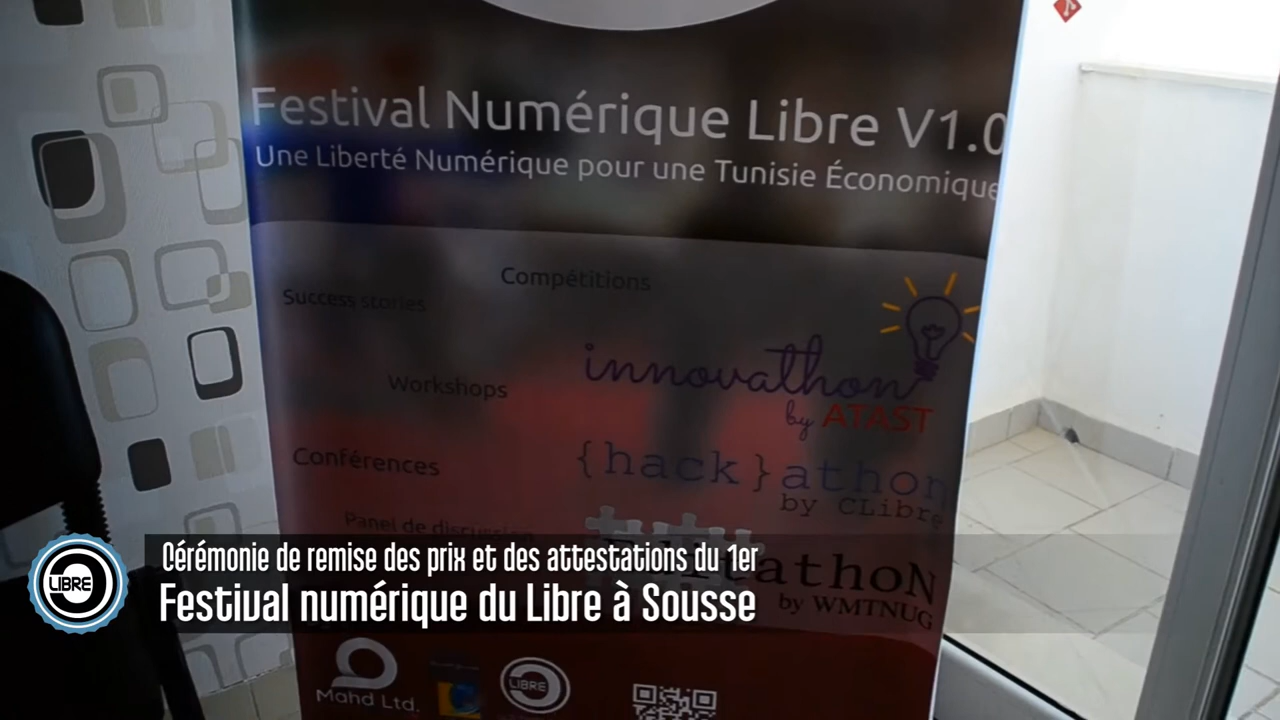 Festival Numérique Libre V1.0
Une Liberté Numérique pour une Tunisie Économique
Compétitions
Success stories
innovathon
by ATAST
Workshops
{hack}athon
by CLibre
Conférences
Panel de discussion
athoN
by WMTNUG
Cérémonie de remise des prix et des attestations du 1er
Festival numérique du Libre à Sousse
LIBRE
Mahd Ltd.
LIBRE